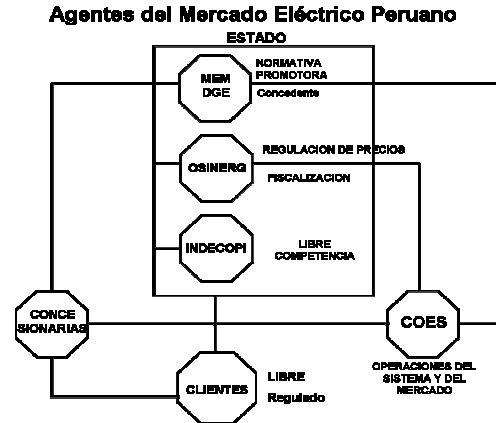 Agentes del Mercado Eléctrico Peruano
ESTADO
MEM
DGE
NORMATIVA
PROMOTORA
Concedente
OSINERG
REGULACION DE PRECIOS
FISCALIZACION
INDECOPI
LIBRE
COMPETENCIA
CONCE
SIONARIAS
COES
OPERACIONES DEL
SISTEMA Y DEL
MERCADO
CLIENTES
LIBRE
Regulado